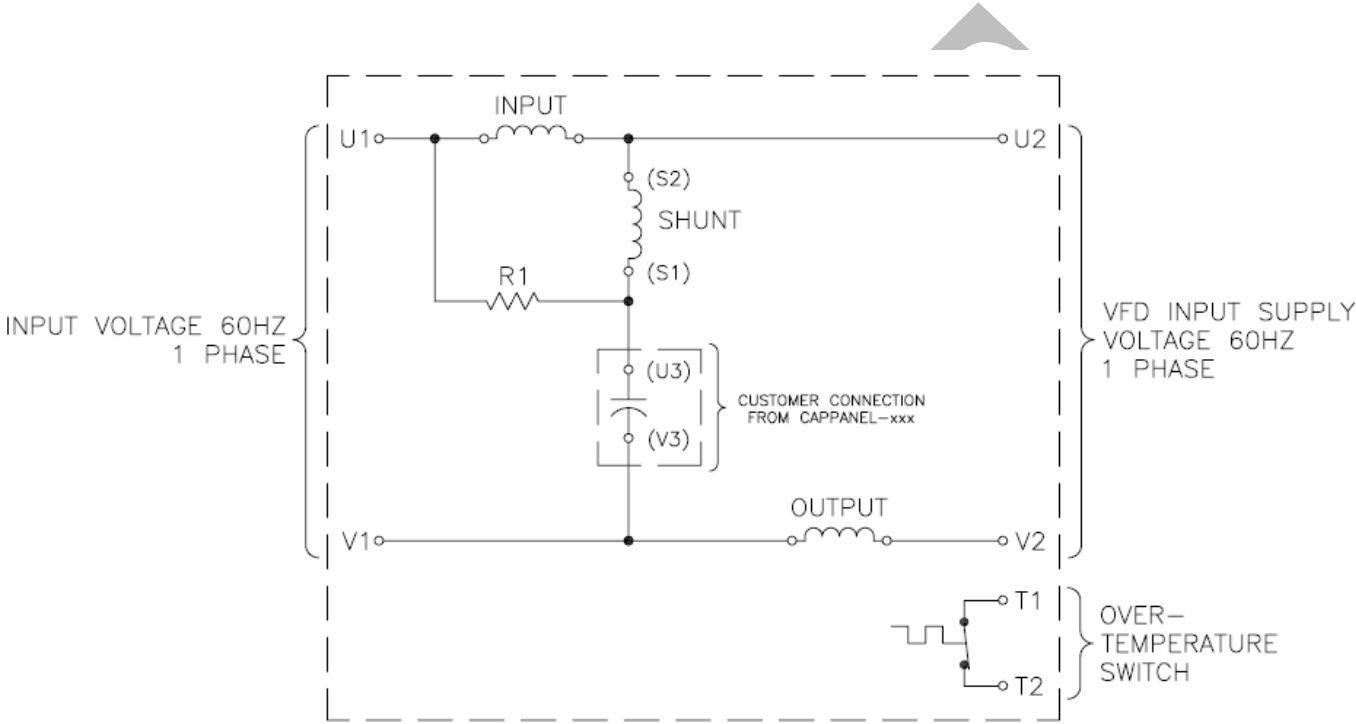 INPUT
U1
U2
(S2)
SHUNT
(S1)
R1
INPUT VOLTAGE 60HZ
1 PHASE
VFD INPUT SUPPLY
VOLTAGE 60HZ
1 PHASE
(U3)
CUSTOMER CONNECTION
FROM CAPPANEL-xxx
(V3)
OUTPUT
V1
V2
T1
OVER-
TEMPERATURE
SWITCH
T2